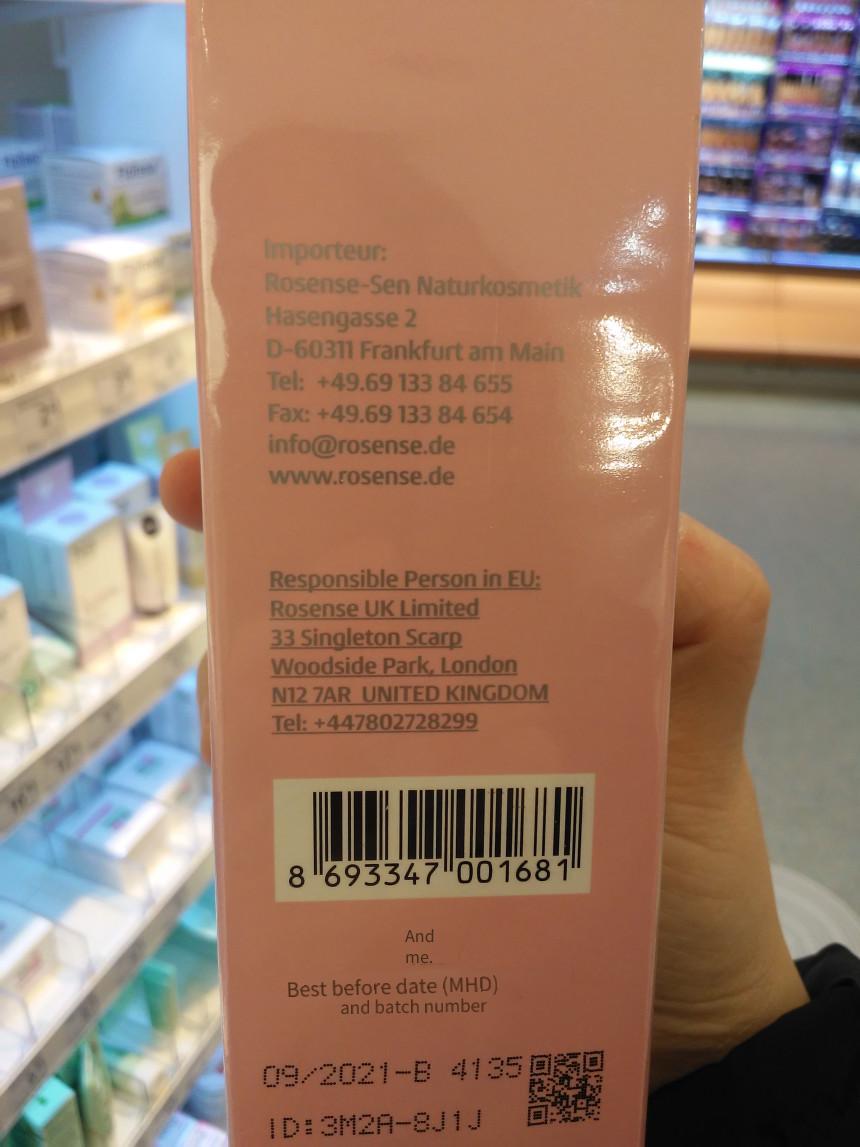 Importeur:
Rosense-Sen Naturkosmetik
Hasengasse 2
D-60311 Frankfurt am Main
Tel: +49.69 133 84 655
Fax: +49.69 133 84 654
info@rosense.de
www.rosense.de
Responsible Person in EU:
Rosense UK Limited
33 Singleton Scarp
Woodside Park, London
N12 7AR UNITED KINGDOM
Tel: +447802728299
8 693347 001681
And
me.
Best before date (MHD)
and batch number
09/2021-B 4135
ID:3M2A-8J1J